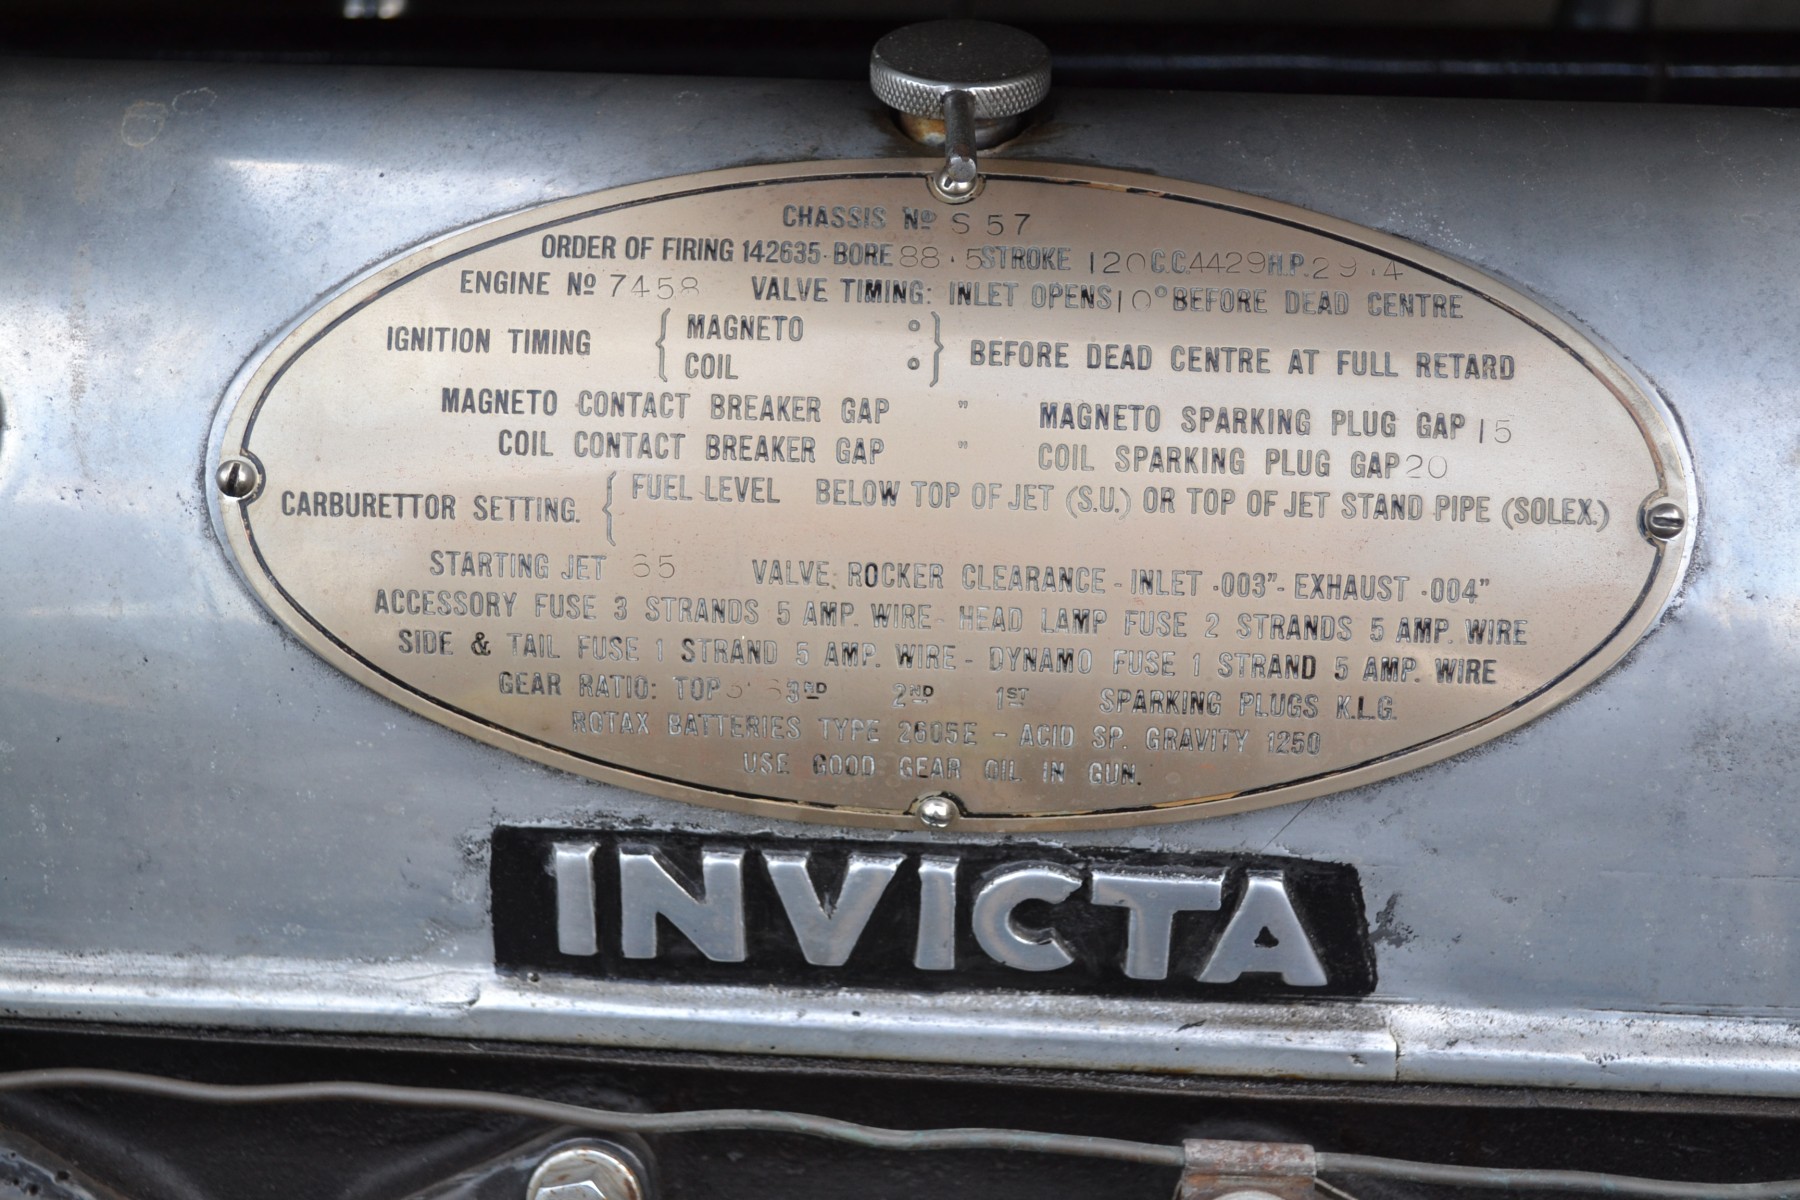 CHASSIS Nº S 57
ORDER OF FIRING 142635· BORE 88·5 STROKE 120 C.C. 4429 H.P. 29.4
ENGINE Nº 7458 VALVE TIMING: INLET OPENS 10° BEFORE DEAD CENTRE
IGNITION TIMING { MAGNETO ° } BEFORE DEAD CENTRE AT FULL RETARD
COIL °
MAGNETO CONTACT BREAKER GAP " MAGNETO SPARKING PLUG GAP 15
COIL CONTACT BREAKER GAP " COIL SPARKING PLUG GAP 20
CARBURETTOR SETTING. { FUEL LEVEL BELOW TOP OF JET (S.U.) OR TOP OF JET STAND PIPE (SOLEX.)
STARTING JET 65 VALVE: ROCKER CLEARANCE - INLET ·003"- EXHAUST ·004"
ACCESSORY FUSE 3 STRANDS 5 AMP. WIRE - HEAD LAMP FUSE 2 STRANDS 5 AMP. WIRE
SIDE & TAIL FUSE 1 STRAND 5 AMP. WIRE - DYNAMO FUSE 1 STRAND 5 AMP. WIRE
GEAR RATIO: TOP 3RD 2ND 1ST SPARKING PLUGS K.L.G.
ROTAX BATTERIES TYPE 2605E - ACID SP. GRAVITY 1250
USE GOOD GEAR OIL IN GUN.
INVICTA